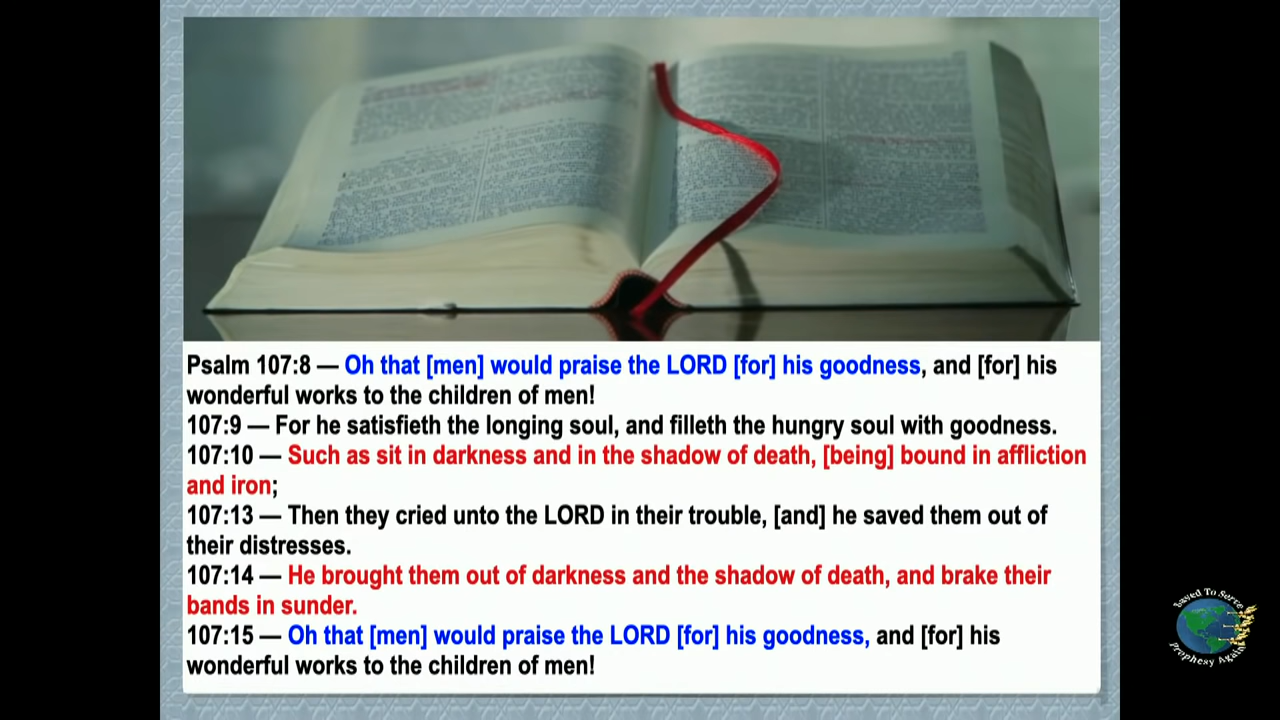 Psalm 107:8 — Oh that [men] would praise the LORD [for] his goodness, and [for] his
wonderful works to the children of men!
107:9 — For he satisfieth the longing soul, and filleth the hungry soul with goodness.
107:10 — Such as sit in darkness and in the shadow of death, [being] bound in affliction
and iron;
107:13 — Then they cried unto the LORD in their trouble, [and] he saved them out of
their distresses.
107:14 — He brought them out of darkness and the shadow of death, and brake their
bands in sunder.
107:15 — Oh that [men] would praise the LORD [for] his goodness, and [for] his
wonderful works to the children of men!
To Serve
Prophesy Again